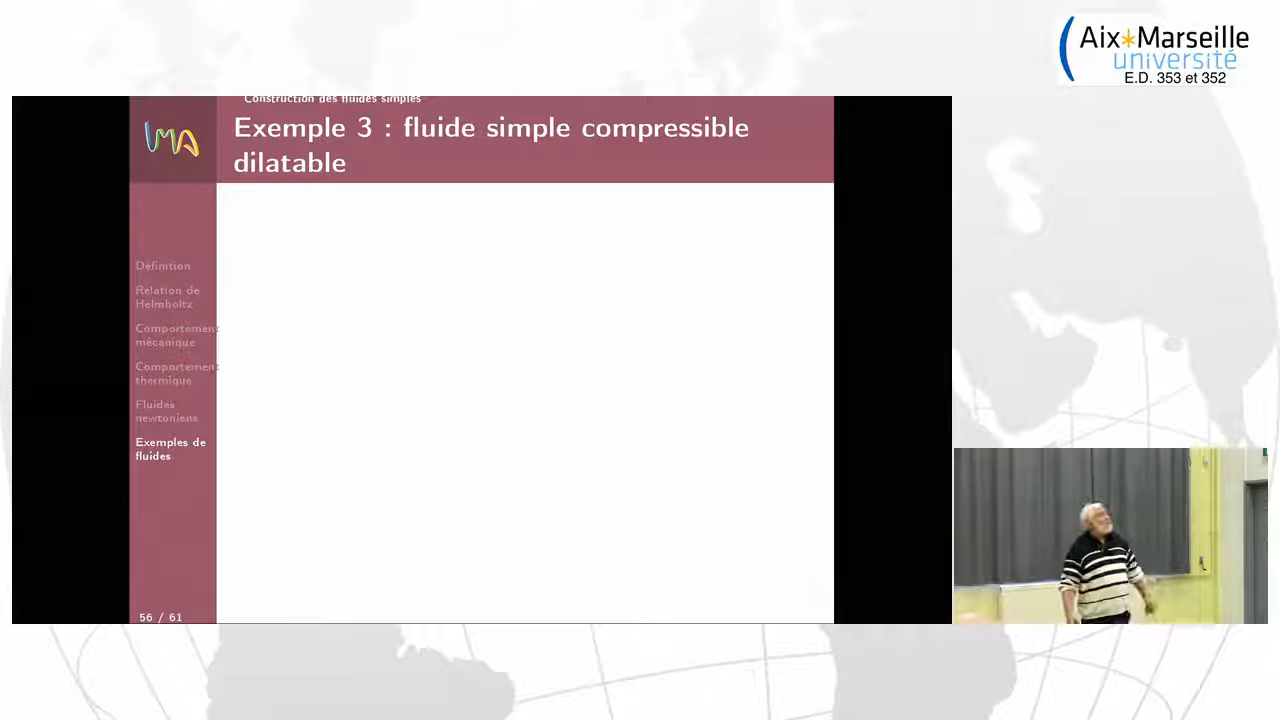 Aix*Marseille
université
E.D. 353 et 352
Construction des fluides simples
LMA
Exemple 3 : fluide simple compressible
dilatable
Définition
Relation de
Helmholtz
Comportement
mécanique
Comportement
thermique
Fluides
newtoniens
Exemples de
fluides
56 / 61